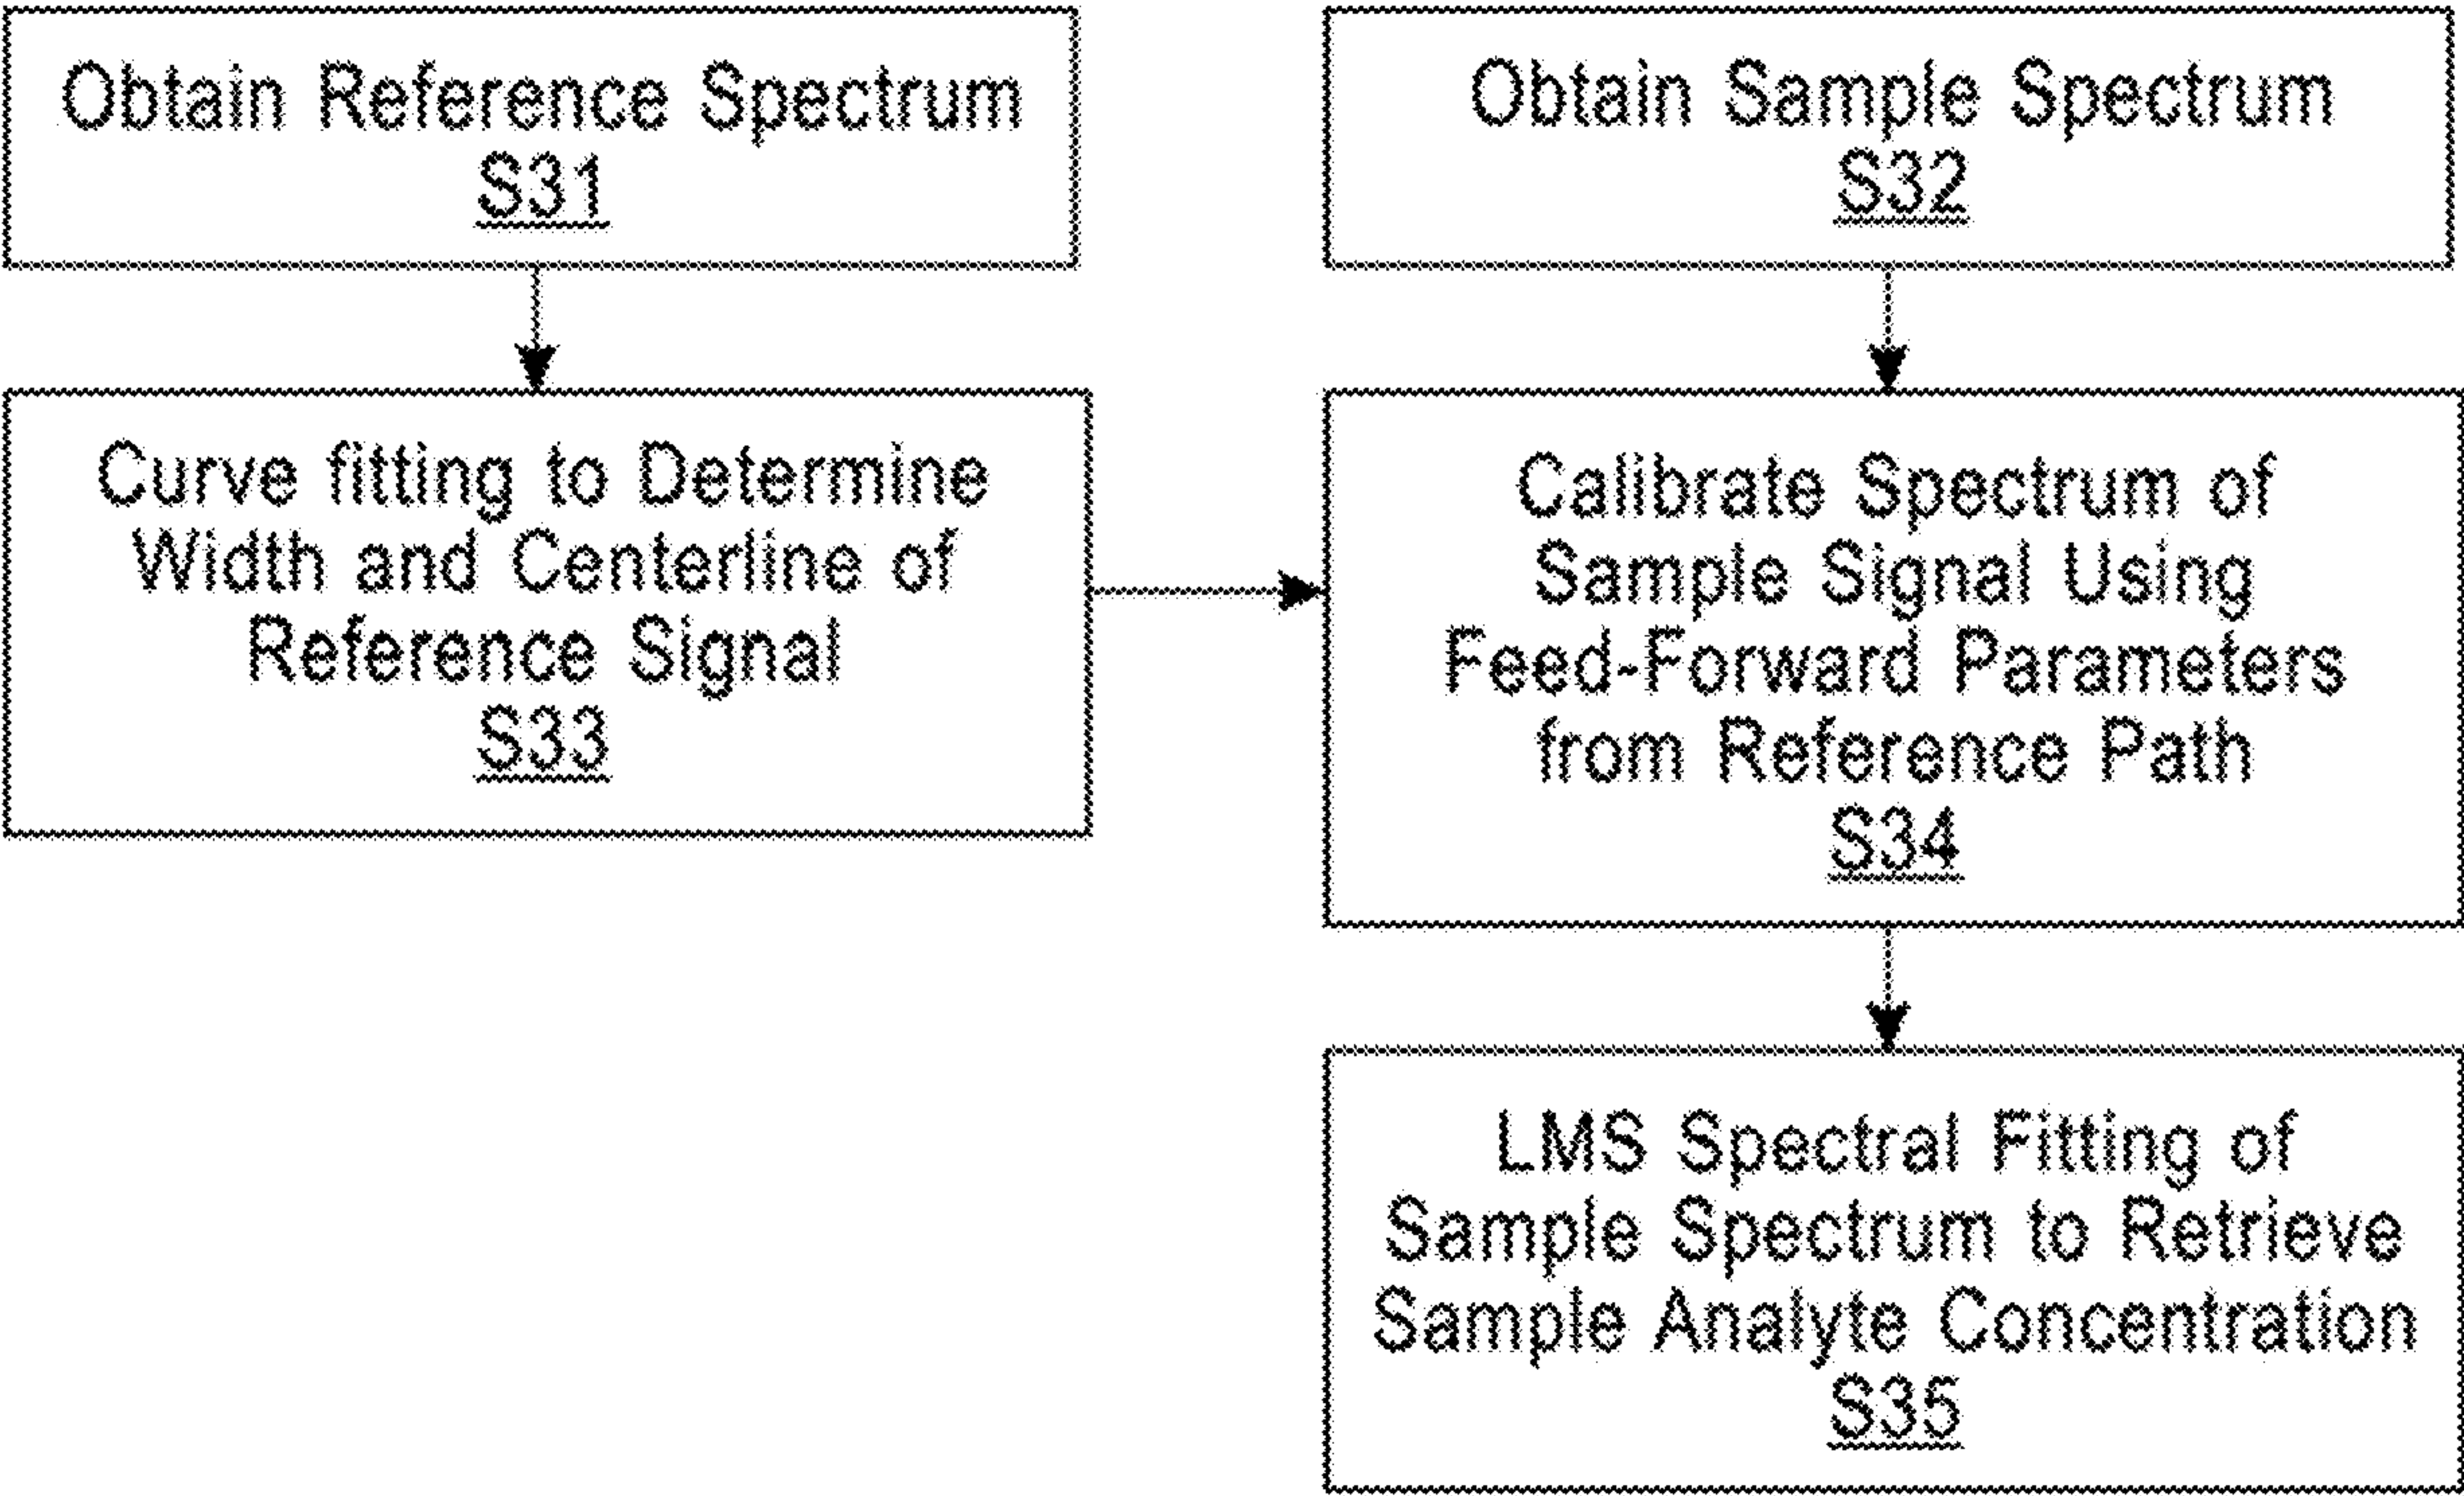 Obtain Reference Spectrum
S31
Obtain Sample Spectrum
S32
Curve fitting to Determine
Width and Centerline of
Reference Signal
S33
Calibrate Spectrum of
Sample Signal Using
Feed-Forward Parameters
from Reference Path
S34
LMS Spectral Fitting of
Sample Spectrum to Retrieve
Sample Analyte Concentration
S35